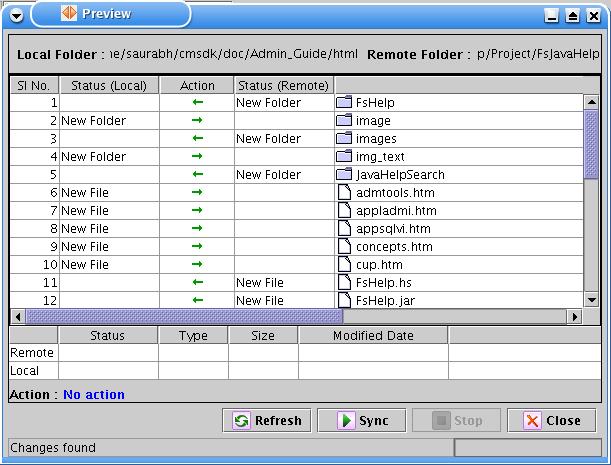 Preview
Local Folder : ıe/saurabh/cmsdk/doc/Admin_Guide/html Remote Folder : p/Project/FsJavaHelp
Sl No. Status (Local) Action Status (Remote)
1 ← New Folder FsHelp
2 New Folder → image
3 ← New Folder images
4 New Folder → img_text
5 ← New Folder JavaHelpSearch
6 New File → admtools.htm
7 New File → appladmi.htm
8 New File → appsqlvi.htm
9 New File → concepts.htm
10 New File → cup.htm
11 ← New File FsHelp.hs
12 ← New File FsHelp.jar
Status Type Size Modified Date
Remote
Local
Action : No action
Refresh Sync Stop Close
Changes found